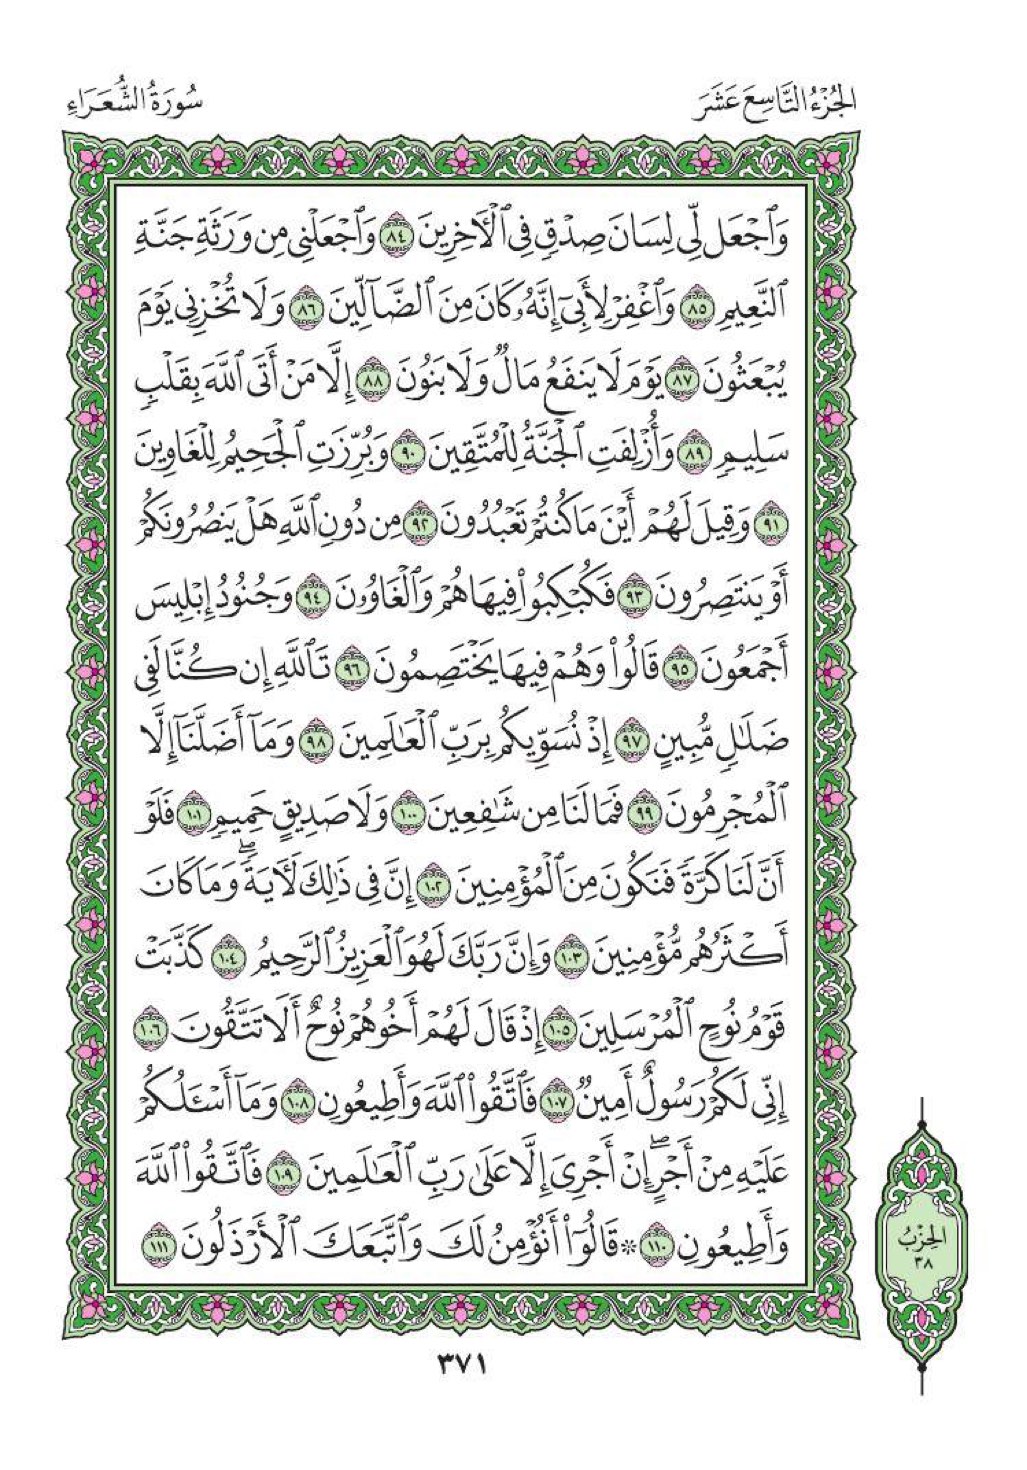 الجُزْءُ التَّاسِعَ عَشَرَ
سُورَةُ الشُّعَرَاءِ
وَٱجْعَل لِّى لِسَانَ صِدْقٍ فِى ٱلْأَخِرِينَ ٨٤ وَٱجْعَلْنِى مِن وَرَثَةِ جَنَّةِ
ٱلنَّعِيمِ ٨٥ وَٱغْفِرْ لِأَبِىٓ إِنَّهُۥ كَانَ مِنَ ٱلضَّآلِّينَ ٨٦ وَلَا تُخْزِنِى يَوْمَ
يُبْعَثُونَ ٨٧ يَوْمَ لَا يَنفَعُ مَالٌ وَلَا بَنُونَ ٨٨ إِلَّا مَنْ أَتَى ٱللَّهَ بِقَلْبٍ
سَلِيمٍ ٨٩ وَأُزْلِفَتِ ٱلْجَنَّةُ لِلْمُتَّقِينَ ٩٠ وَبُرِّزَتِ ٱلْجَحِيمُ لِلْغَاوِينَ
٩١ وَقِيلَ لَهُمْ أَيْنَ مَا كُنتُمْ تَعْبُدُونَ ٩٢ مِن دُونِ ٱللَّهِ هَلْ يَنصُرُونَكُمْ
أَوْ يَنتَصِرُونَ ٩٣ فَكُبْكِبُوا۟ فِيهَا هُمْ وَٱلْغَاوُۥنَ ٩٤ وَجُنُودُ إِبْلِيسَ
أَجْمَعُونَ ٩٥ قَالُوا۟ وَهُمْ فِيهَا يَخْتَصِمُونَ ٩٦ تَٱللَّهِ إِن كُنَّا لَفِى
ضَلَٰلٍ مُّبِينٍ ٩٧ إِذْ نُسَوِّيكُم بِرَبِّ ٱلْعَٰلَمِينَ ٩٨ وَمَآ أَضَلَّنَآ إِلَّا
ٱلْمُجْرِمُونَ ٩٩ فَمَا لَنَا مِن شَٰفِعِينَ ١٠٠ وَلَا صَدِيقٍ حَمِيمٍ ١٠١ فَلَوْ
أَنَّ لَنَا كَرَّةً فَنَكُونَ مِنَ ٱلْمُؤْمِنِينَ ١٠٢ إِنَّ فِى ذَٰلِكَ لَأَيَةً ۖ وَمَا كَانَ
أَكْثَرُهُم مُّؤْمِنِينَ ١٠٣ وَإِنَّ رَبَّكَ لَهُوَ ٱلْعَزِيزُ ٱلرَّحِيمُ ١٠٤ كَذَّبَتْ
قَوْمُ نُوحٍ ٱلْمُرْسَلِينَ ١٠٥ إِذْ قَالَ لَهُمْ أَخُوهُمْ نُوحٌ أَلَا تَتَّقُونَ ١٠٦
إِنِّى لَكُمْ رَسُولٌ أَمِينٌ ١٠٧ فَٱتَّقُوا۟ ٱللَّهَ وَأَطِيعُونِ ١٠٨ وَمَآ أَسْـَٔلُكُمْ
عَلَيْهِ مِنْ أَجْرٍ ۖ إِنْ أَجْرِىَ إِلَّا عَلَىٰ رَبِّ ٱلْعَٰلَمِينَ ١٠٩ فَٱتَّقُوا۟ ٱللَّهَ
وَأَطِيعُونِ ١١٠ ۞ قَالُوٓا۟ أَنُؤْمِنُ لَكَ وَٱتَّبَعَكَ ٱلْأَرْذَلُونَ ١١١
الحِزْبُ
٣٨
٣٧١